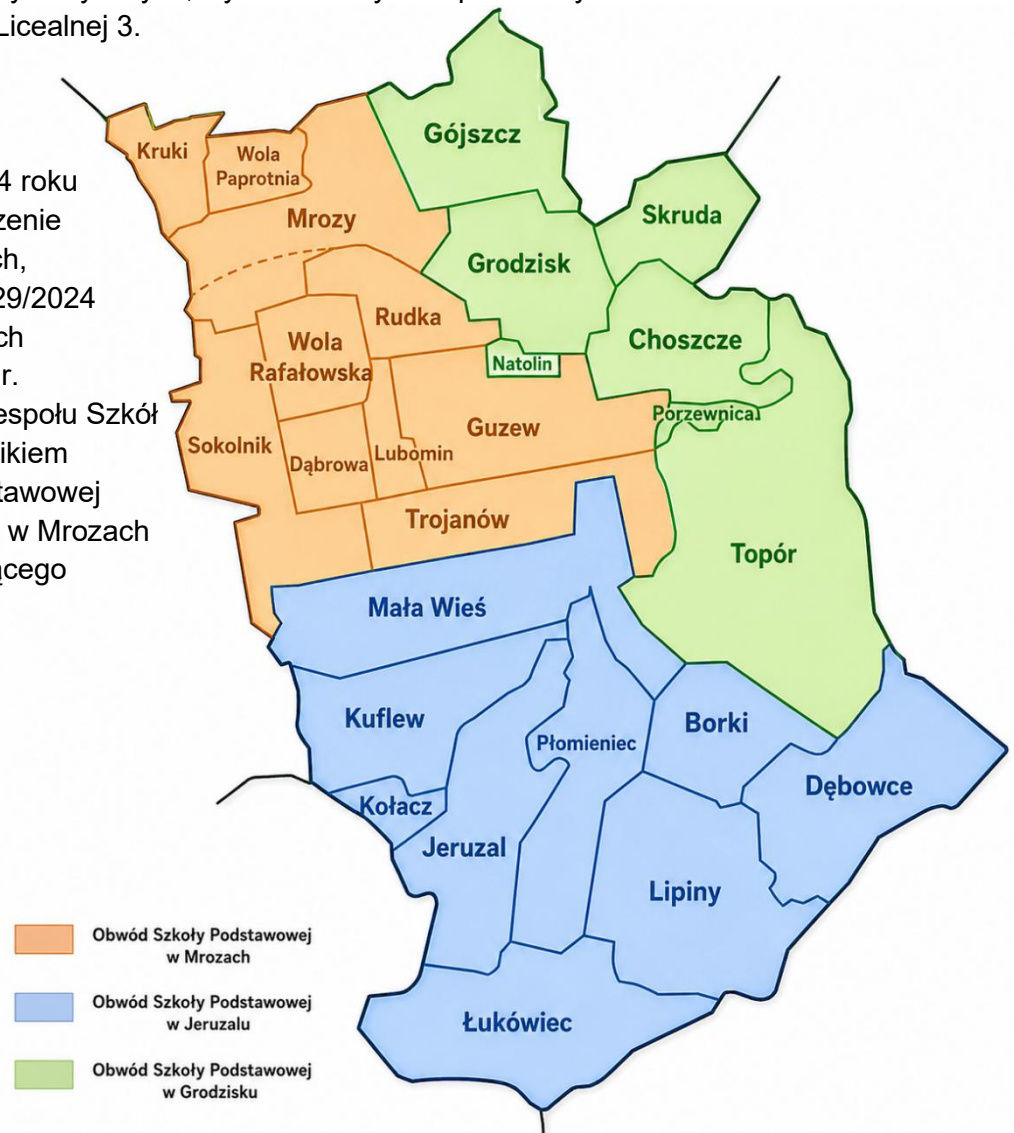 Licealnej 3.
4 roku
zenie
ch,
29/2024
ch
r.
espołu Szkół
ikiem
tawowej
w Mrozach
ącego
Gójszcz
Kruki
Wola
Paprotnia
Skruda
Mrozy
Grodzisk
Rudka
Wola
Rafałowska
Choszcze
Natolin
Porzewnica
Guzew
Sokolnik
Lubomin
Dąbrowa
Trojanów
Topór
Mała Wieś
Kuflew
Borki
Płomieniec
Dębowce
Kołacz
Jeruzal
Lipiny
Łukówiec
Obwód Szkoły Podstawowej
w Mrozach
Obwód Szkoły Podstawowej
w Jeruzalu
Obwód Szkoły Podstawowej
w Grodzisku